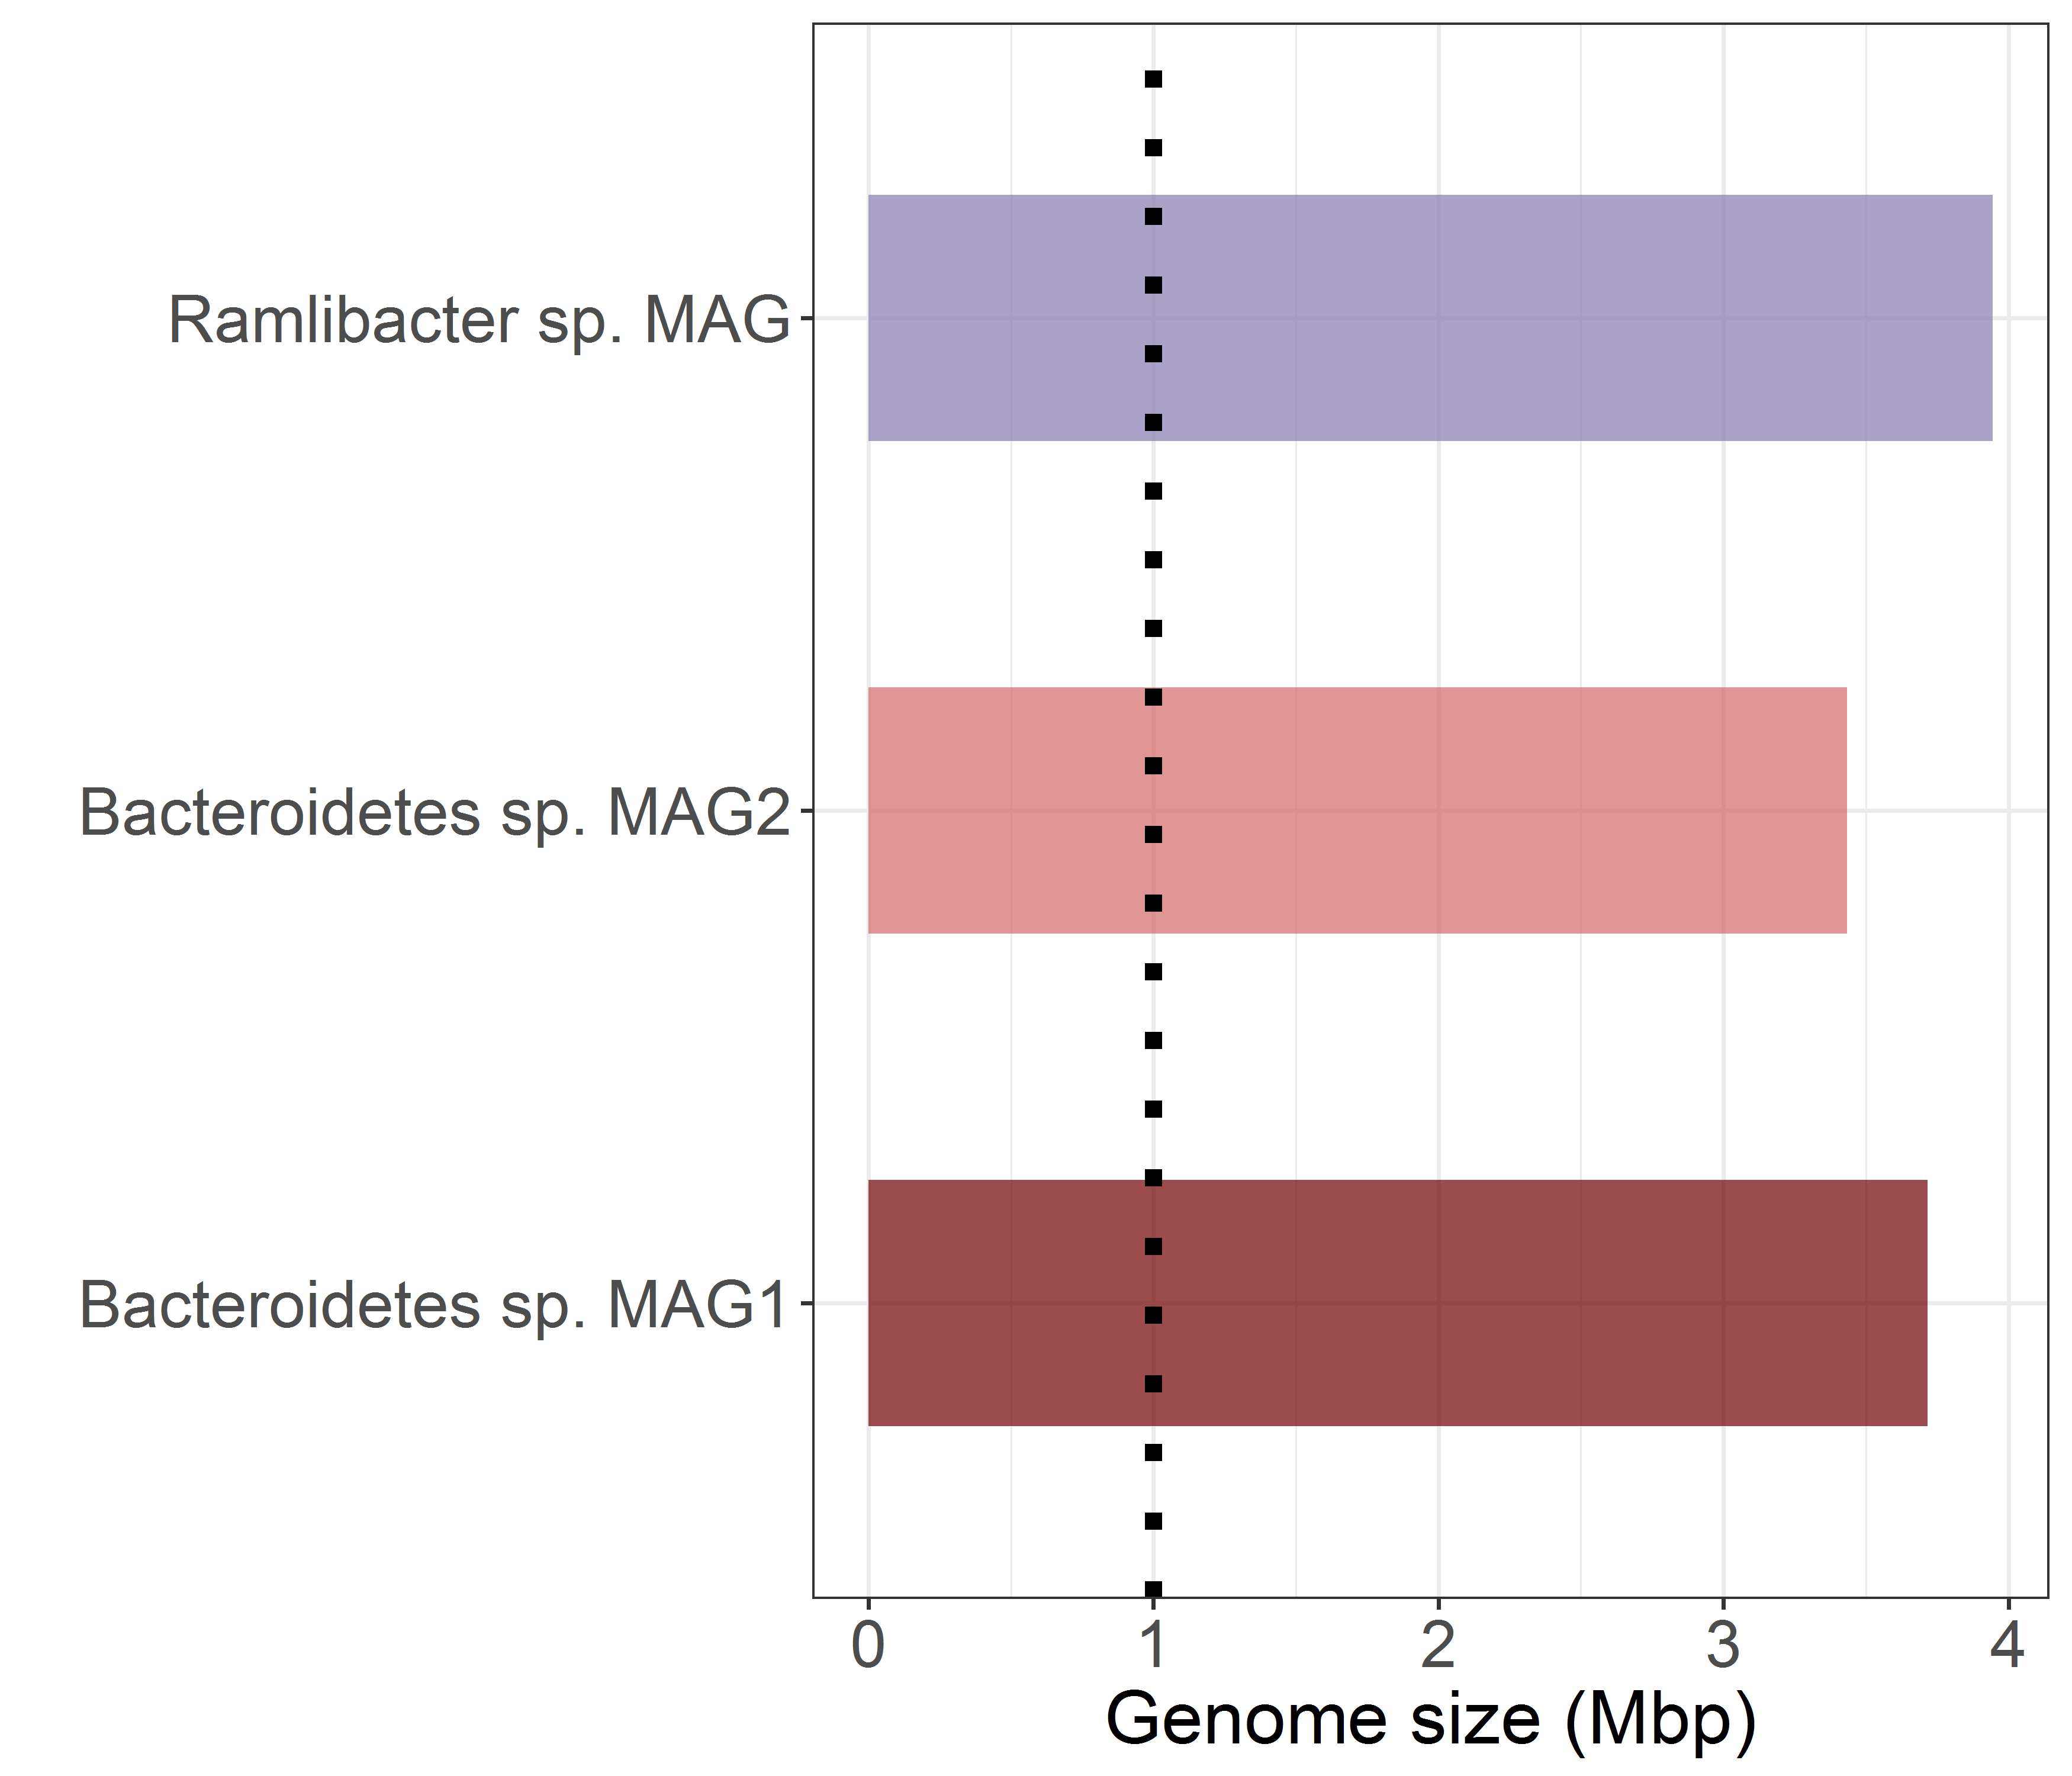 Ramlibacter sp. MAG
Bacteroidetes sp. MAG2
Bacteroidetes sp. MAG1
0 1 2 3 4
Genome size (Mbp)